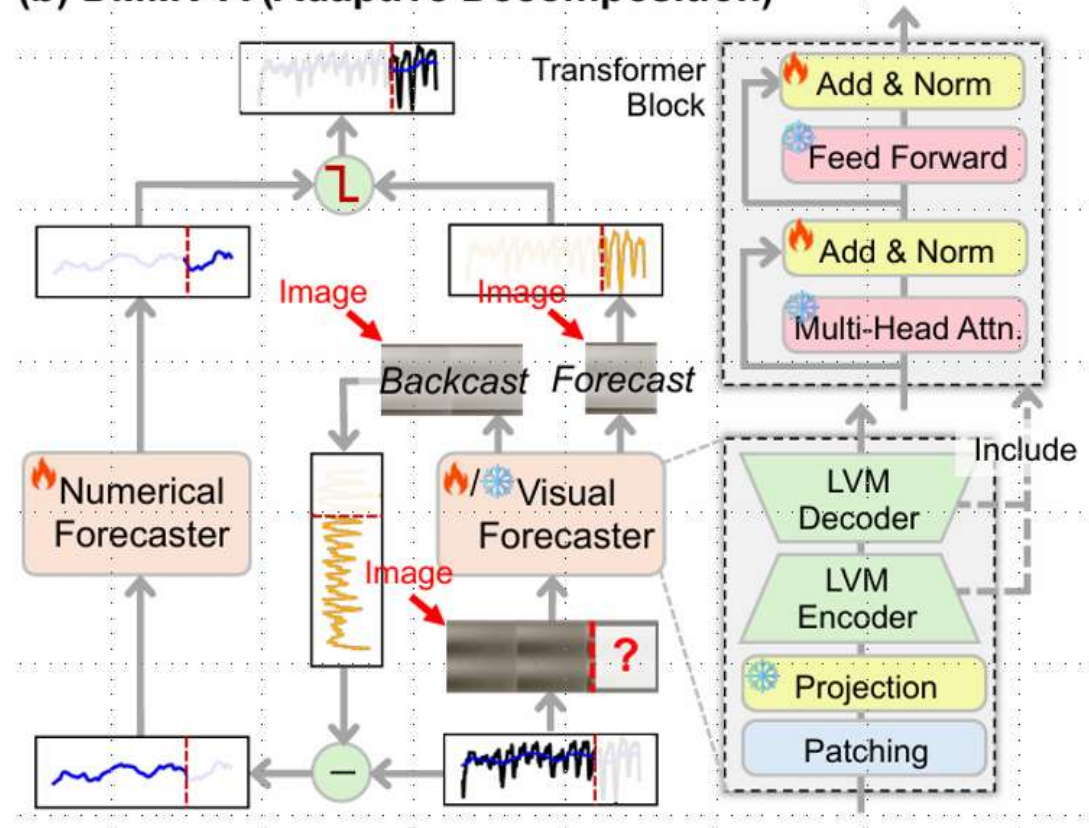 Transformer
Block
Add & Norm
Feed Forward
Add & Norm
Multi-Head Attn.
Image
Image
Backcast
Forecast
Include
Numerical
Forecaster
/
Visual
Forecaster
Image
?
LVM
Decoder
LVM
Encoder
Projection
Patching
−